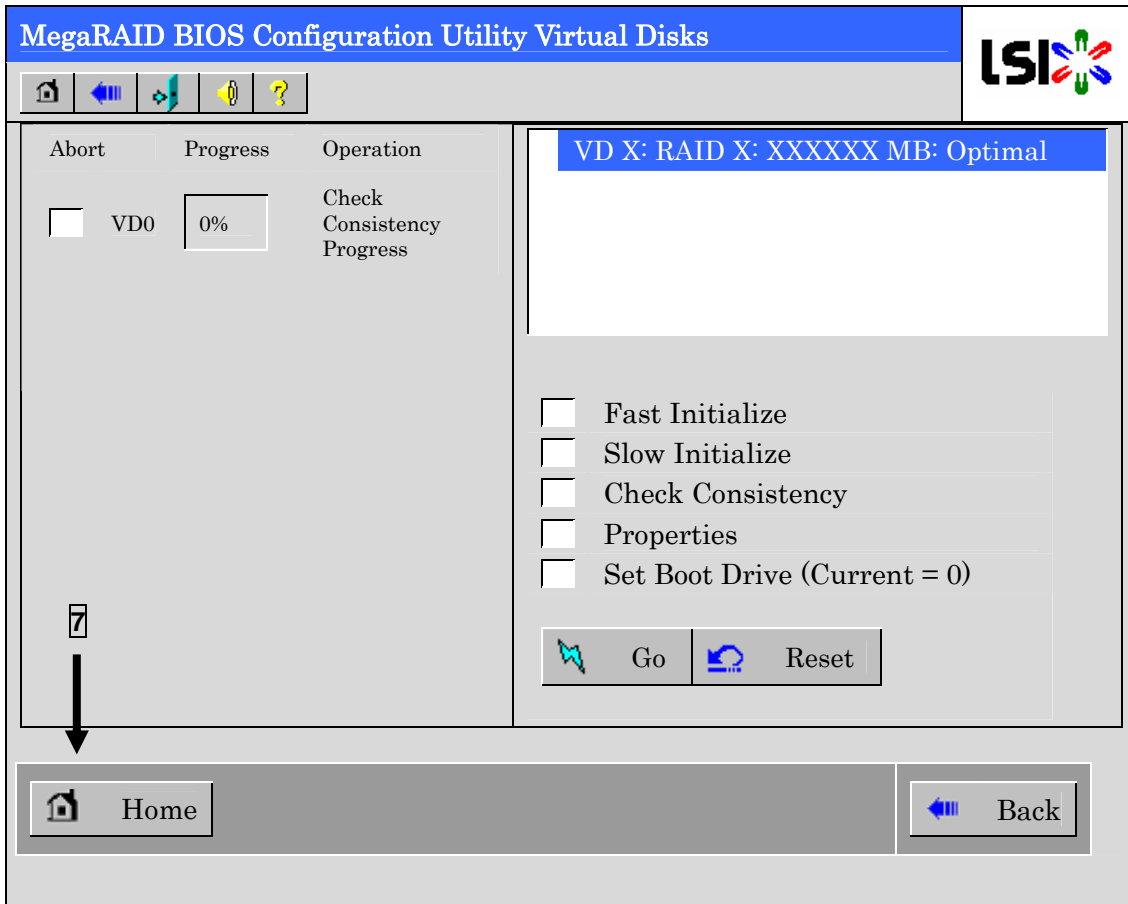 MegaRAID BIOS Configuration Utility Virtual Disks
LSI
Abort Progress Operation
VD0 0% Check
Consistency
Progress
VD X: RAID X: XXXXXX MB: Optimal
Fast Initialize
Slow Initialize
Check Consistency
Properties
Set Boot Drive (Current = 0)
Go Reset
7
Home Back